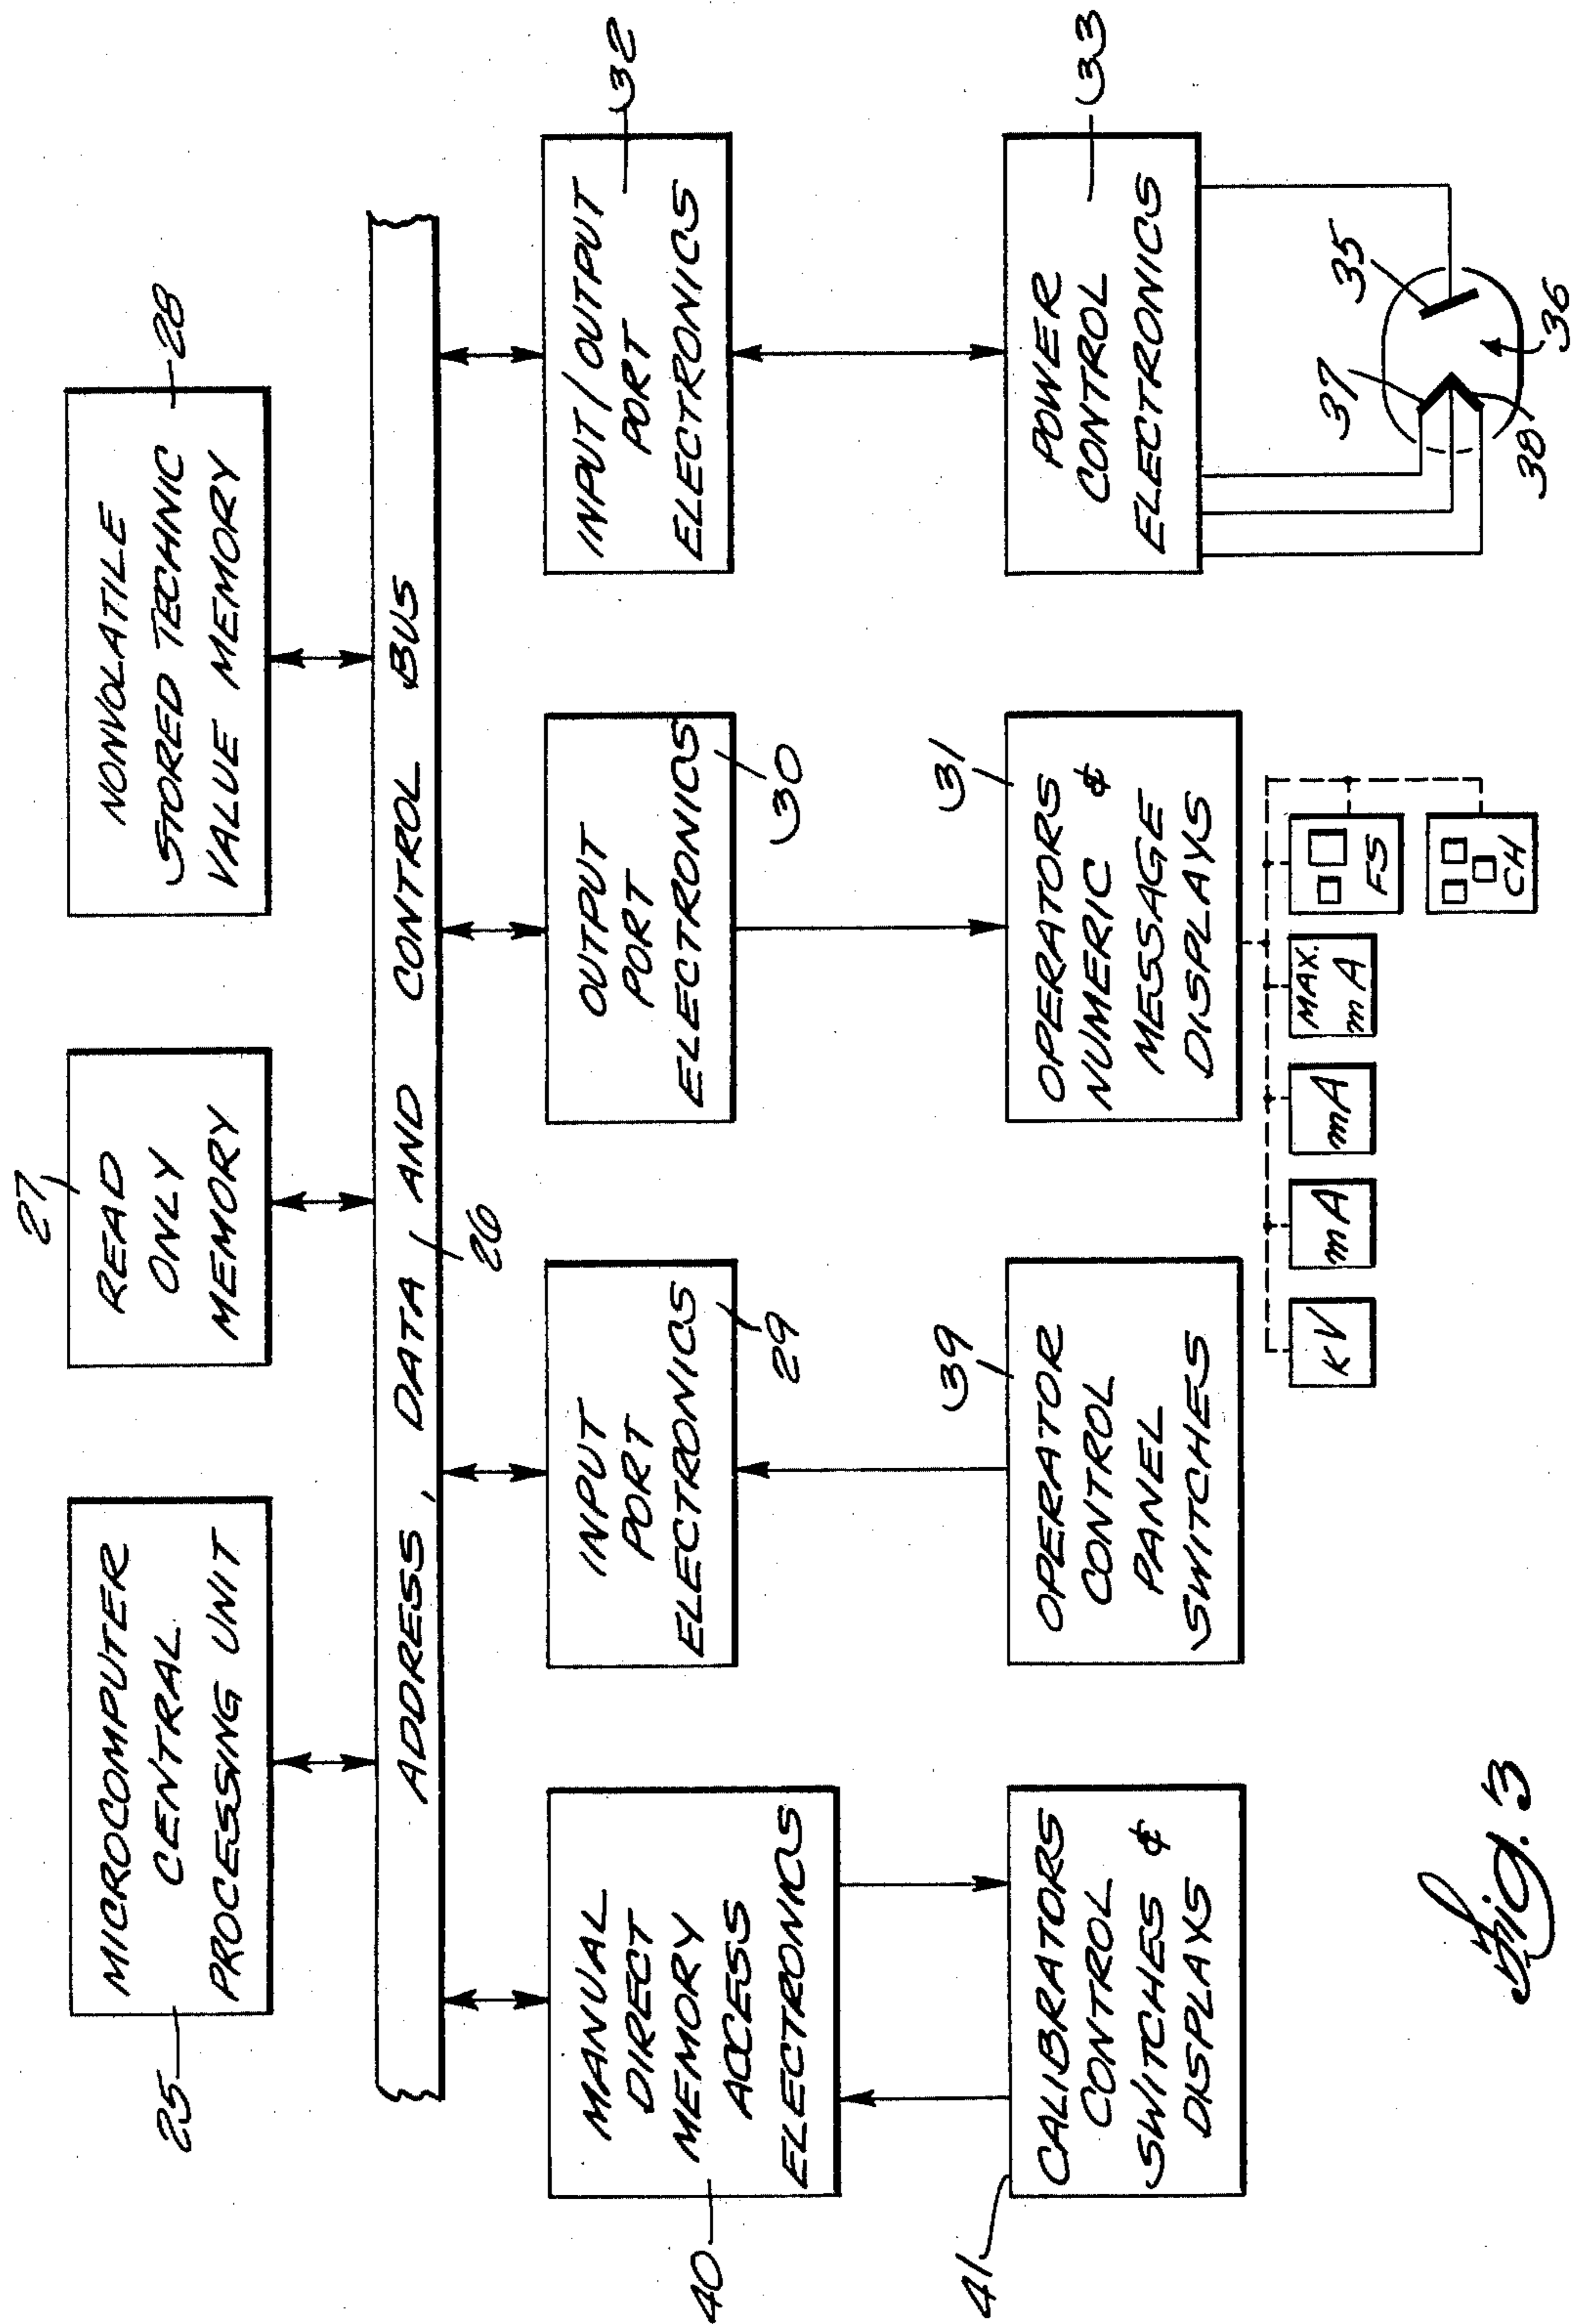 25
MICROCOMPUTER
CENTRAL
PROCESSING UNIT
27
READ
ONLY
MEMORY
28
NONVOLATILE
STORED TECHNIC
VALUE MEMORY
ADDRESS, DATA, AND CONTROL BUS
26
40
MANUAL
DIRECT
MEMORY
ACCESS
ELECTRONICS
INPUT
PORT
ELECTRONICS
29
OUTPUT
PORT
ELECTRONICS
30
INPUT/OUTPUT
PORT
ELECTRONICS
32
41
CALIBRATORS
CONTROL
SWITCHES &
DISPLAYS
39
OPERATOR
CONTROL
PANEL
SWITCHES
31
OPERATORS
NUMERIC &
MESSAGE
DISPLAYS
33
POWER
CONTROL
ELECTRONICS
KV
mA
mA
MAX.
mA
FS
CH
37
35
38
36
Fig. 3